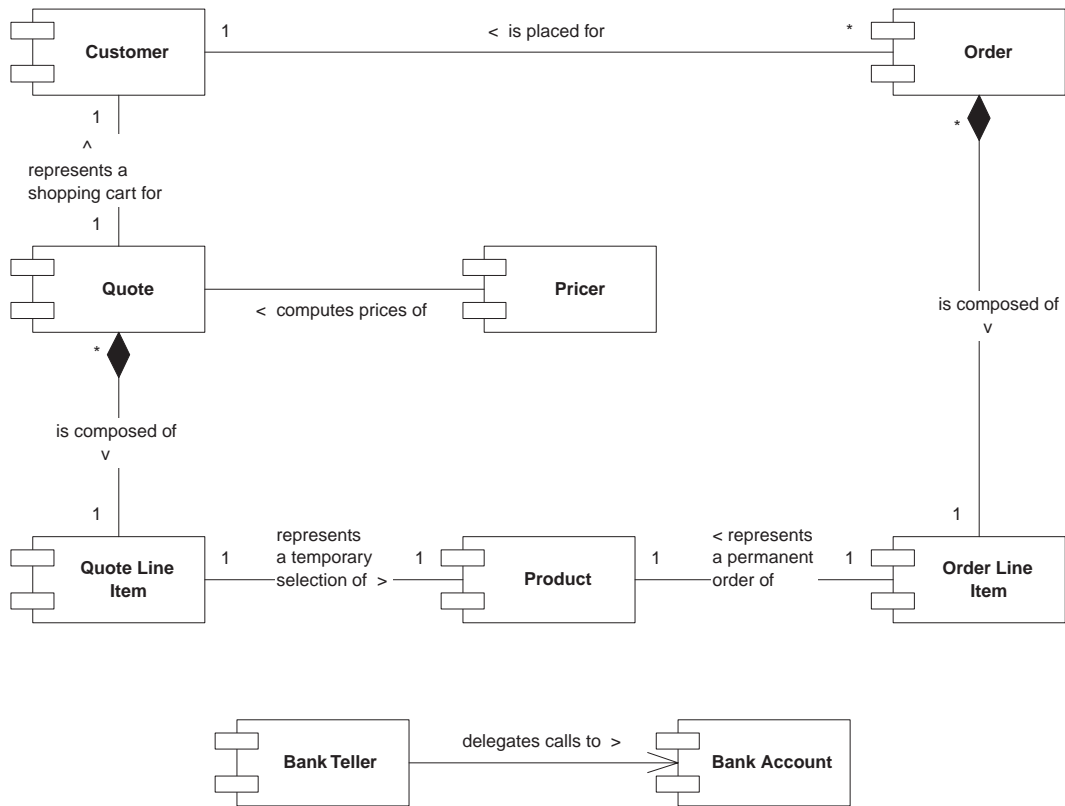 Customer
1
< is placed for
*
Order
1
^
represents a
shopping cart for
1
*
Quote
< computes prices of
Pricer
is composed of
v
*
is composed of
v
1
1
Quote Line
Item
1
represents
a temporary
selection of >
1
Product
1
< represents
a permanent
order of
1
Order Line
Item
Bank Teller
delegates calls to >
Bank Account